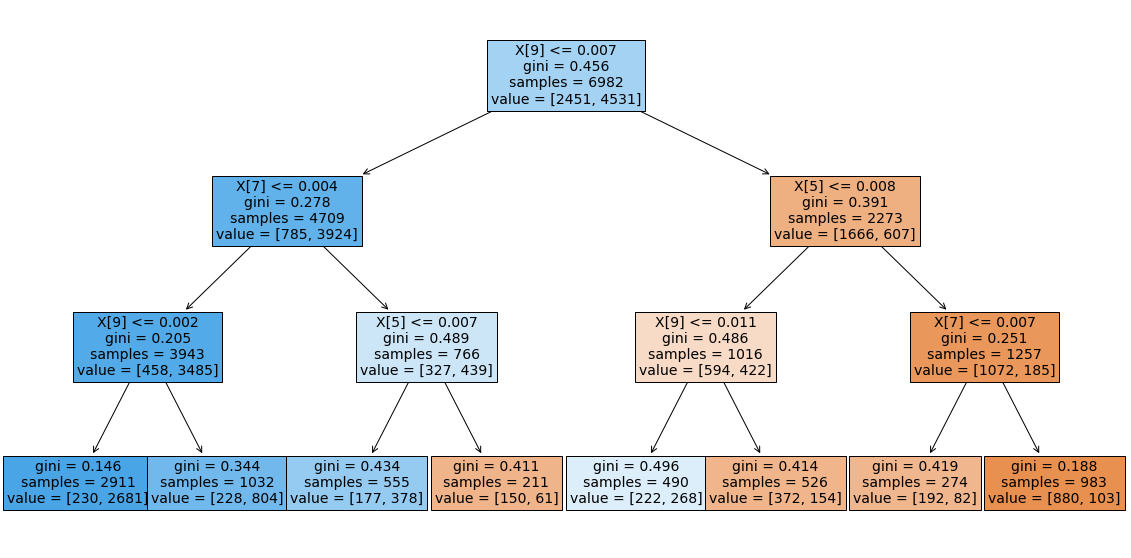 X[9] <= 0.007
gini = 0.456
samples = 6982
value = [2451, 4531]
X[7] <= 0.004
gini = 0.278
samples = 4709
value = [785, 3924]
X[5] <= 0.008
gini = 0.391
samples = 2273
value = [1666, 607]
X[9] <= 0.002
gini = 0.205
samples = 3943
value = [458, 3485]
X[5] <= 0.007
gini = 0.489
samples = 766
value = [327, 439]
X[9] <= 0.011
gini = 0.486
samples = 1016
value = [594, 422]
X[7] <= 0.007
gini = 0.251
samples = 1257
value = [1072, 185]
gini = 0.146
samples = 2911
value = [230, 2681]
gini = 0.344
samples = 1032
value = [228, 804]
gini = 0.434
samples = 555
value = [177, 378]
gini = 0.411
samples = 211
value = [150, 61]
gini = 0.496
samples = 490
value = [222, 268]
gini = 0.414
samples = 526
value = [372, 154]
gini = 0.419
samples = 274
value = [192, 82]
gini = 0.188
samples = 983
value = [880, 103]